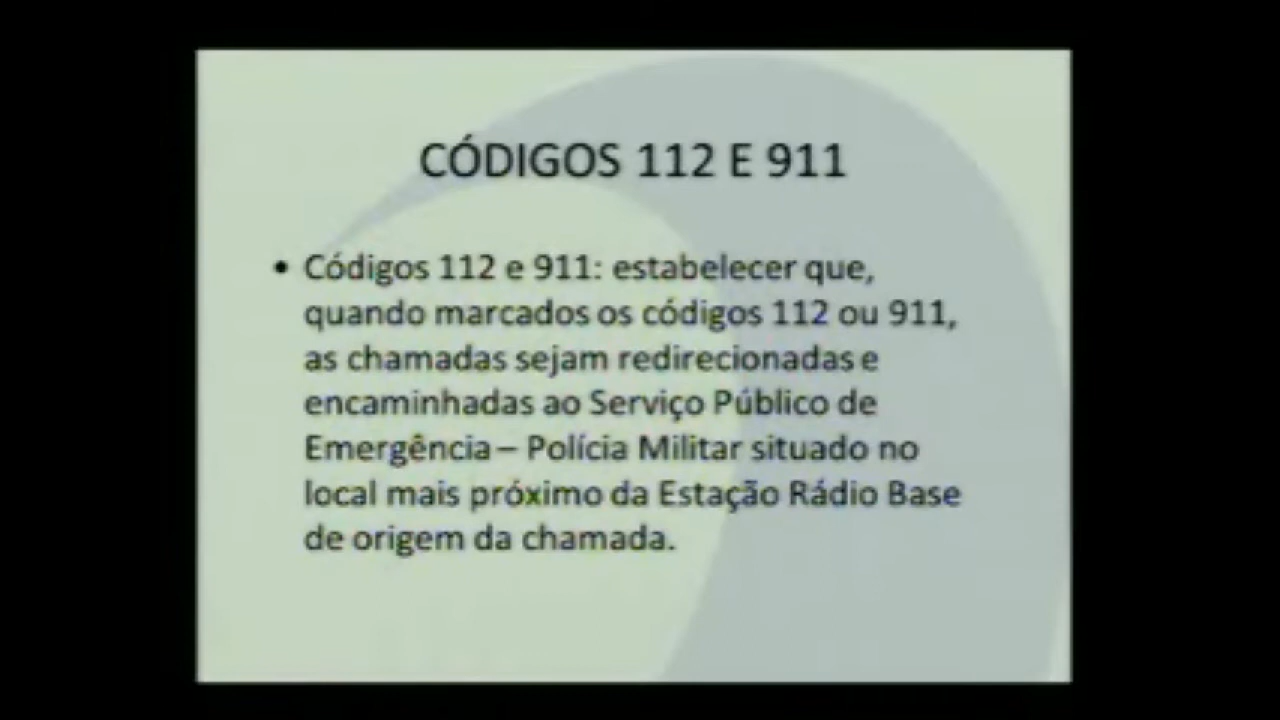 CÓDIGOS 112 E 911
• Códigos 112 e 911: estabelecer que,
quando marcados os códigos 112 ou 911,
as chamadas sejam redirecionadas e
encaminhadas ao Serviço Público de
Emergência – Polícia Militar situado no
local mais próximo da Estação Rádio Base
de origem da chamada.